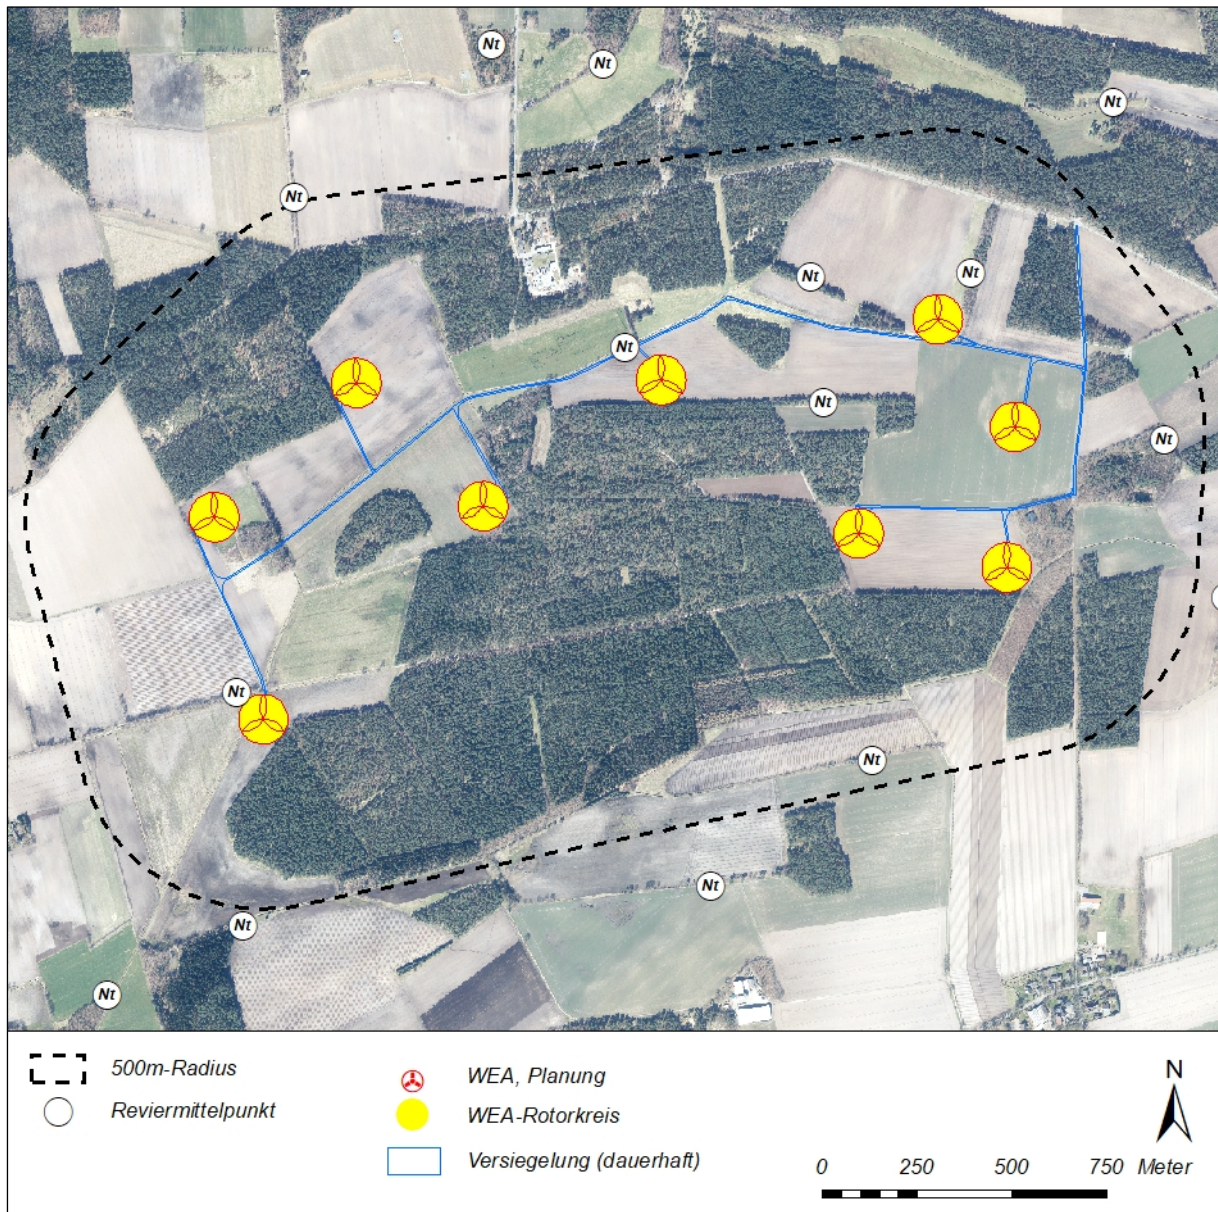 Nt
Nt
Nt
Nt
Nt
Nt
Nt
Nt
Nt
Nt
Nt
Nt
Nt
Nt
500m-Radius
Reviermittelpunkt
WEA, Planung
WEA-Rotorkreis
Versiegelung (dauerhaft)
N
0 250 500 750 Meter